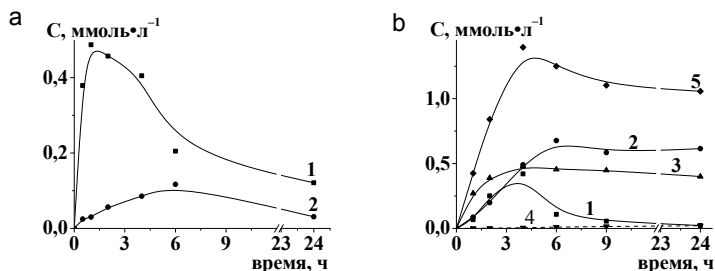 a
C, ммоль•л⁻¹
0,4
0,2
0,0
0 3 6 9 23 24
время, ч
1
2
b
C, ммоль•л⁻¹
1,0
0,5
0,0
0 3 6 9 23 24
время, ч
5
2
3
1
4